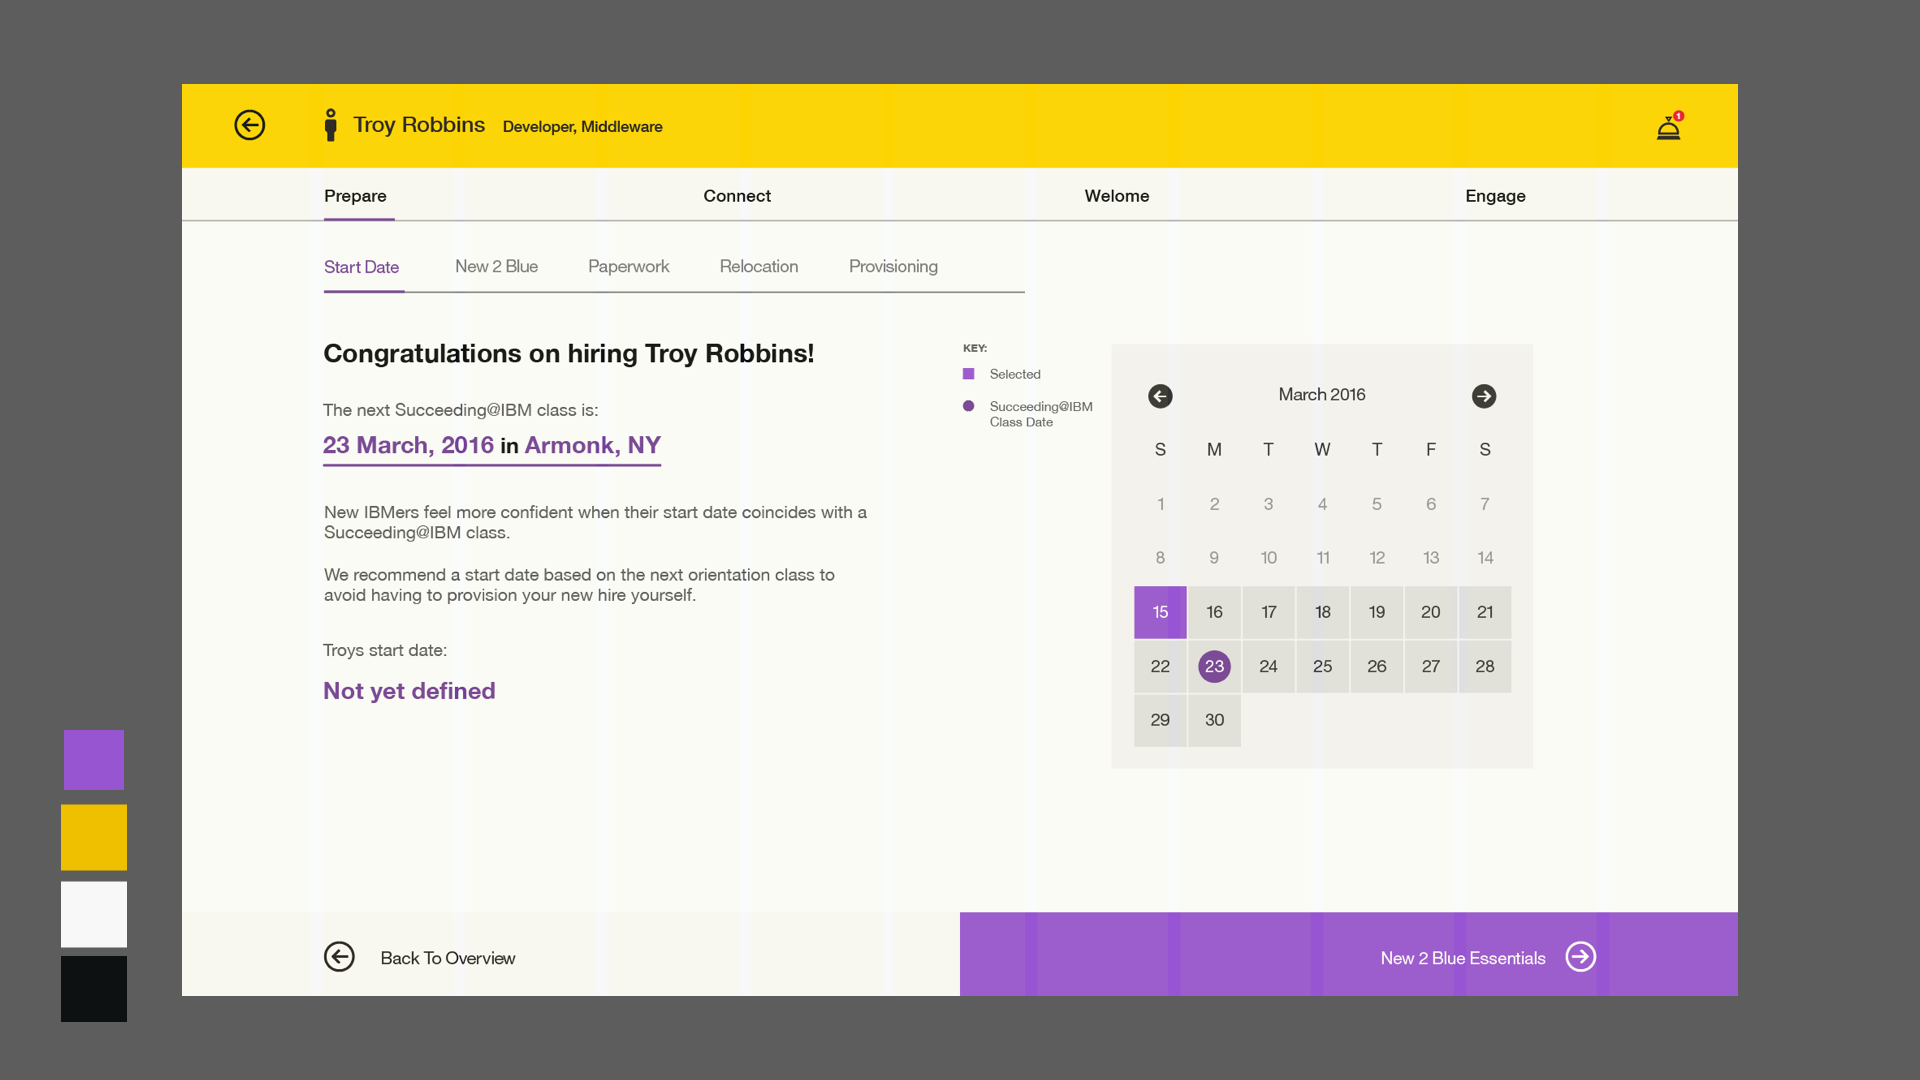 Troy Robbins Developer, Middleware
1
Prepare Connect Welome Engage
Start Date New 2 Blue Paperwork Relocation Provisioning
Congratulations on hiring Troy Robbins!
The next Succeeding@IBM class is:
23 March, 2016 in Armonk, NY
New IBMers feel more confident when their start date coincides with a
Succeeding@IBM class.
We recommend a start date based on the next orientation class to
avoid having to provision your new hire yourself.
Troys start date:
Not yet defined
KEY:
Selected
Succeeding@IBM
Class Date
March 2016
S M T W T F S
1 2 3 4 5 6 7
8 9 10 11 12 13 14
15 16 17 18 19 20 21
22 23 24 25 26 27 28
29 30
Back To Overview
New 2 Blue Essentials